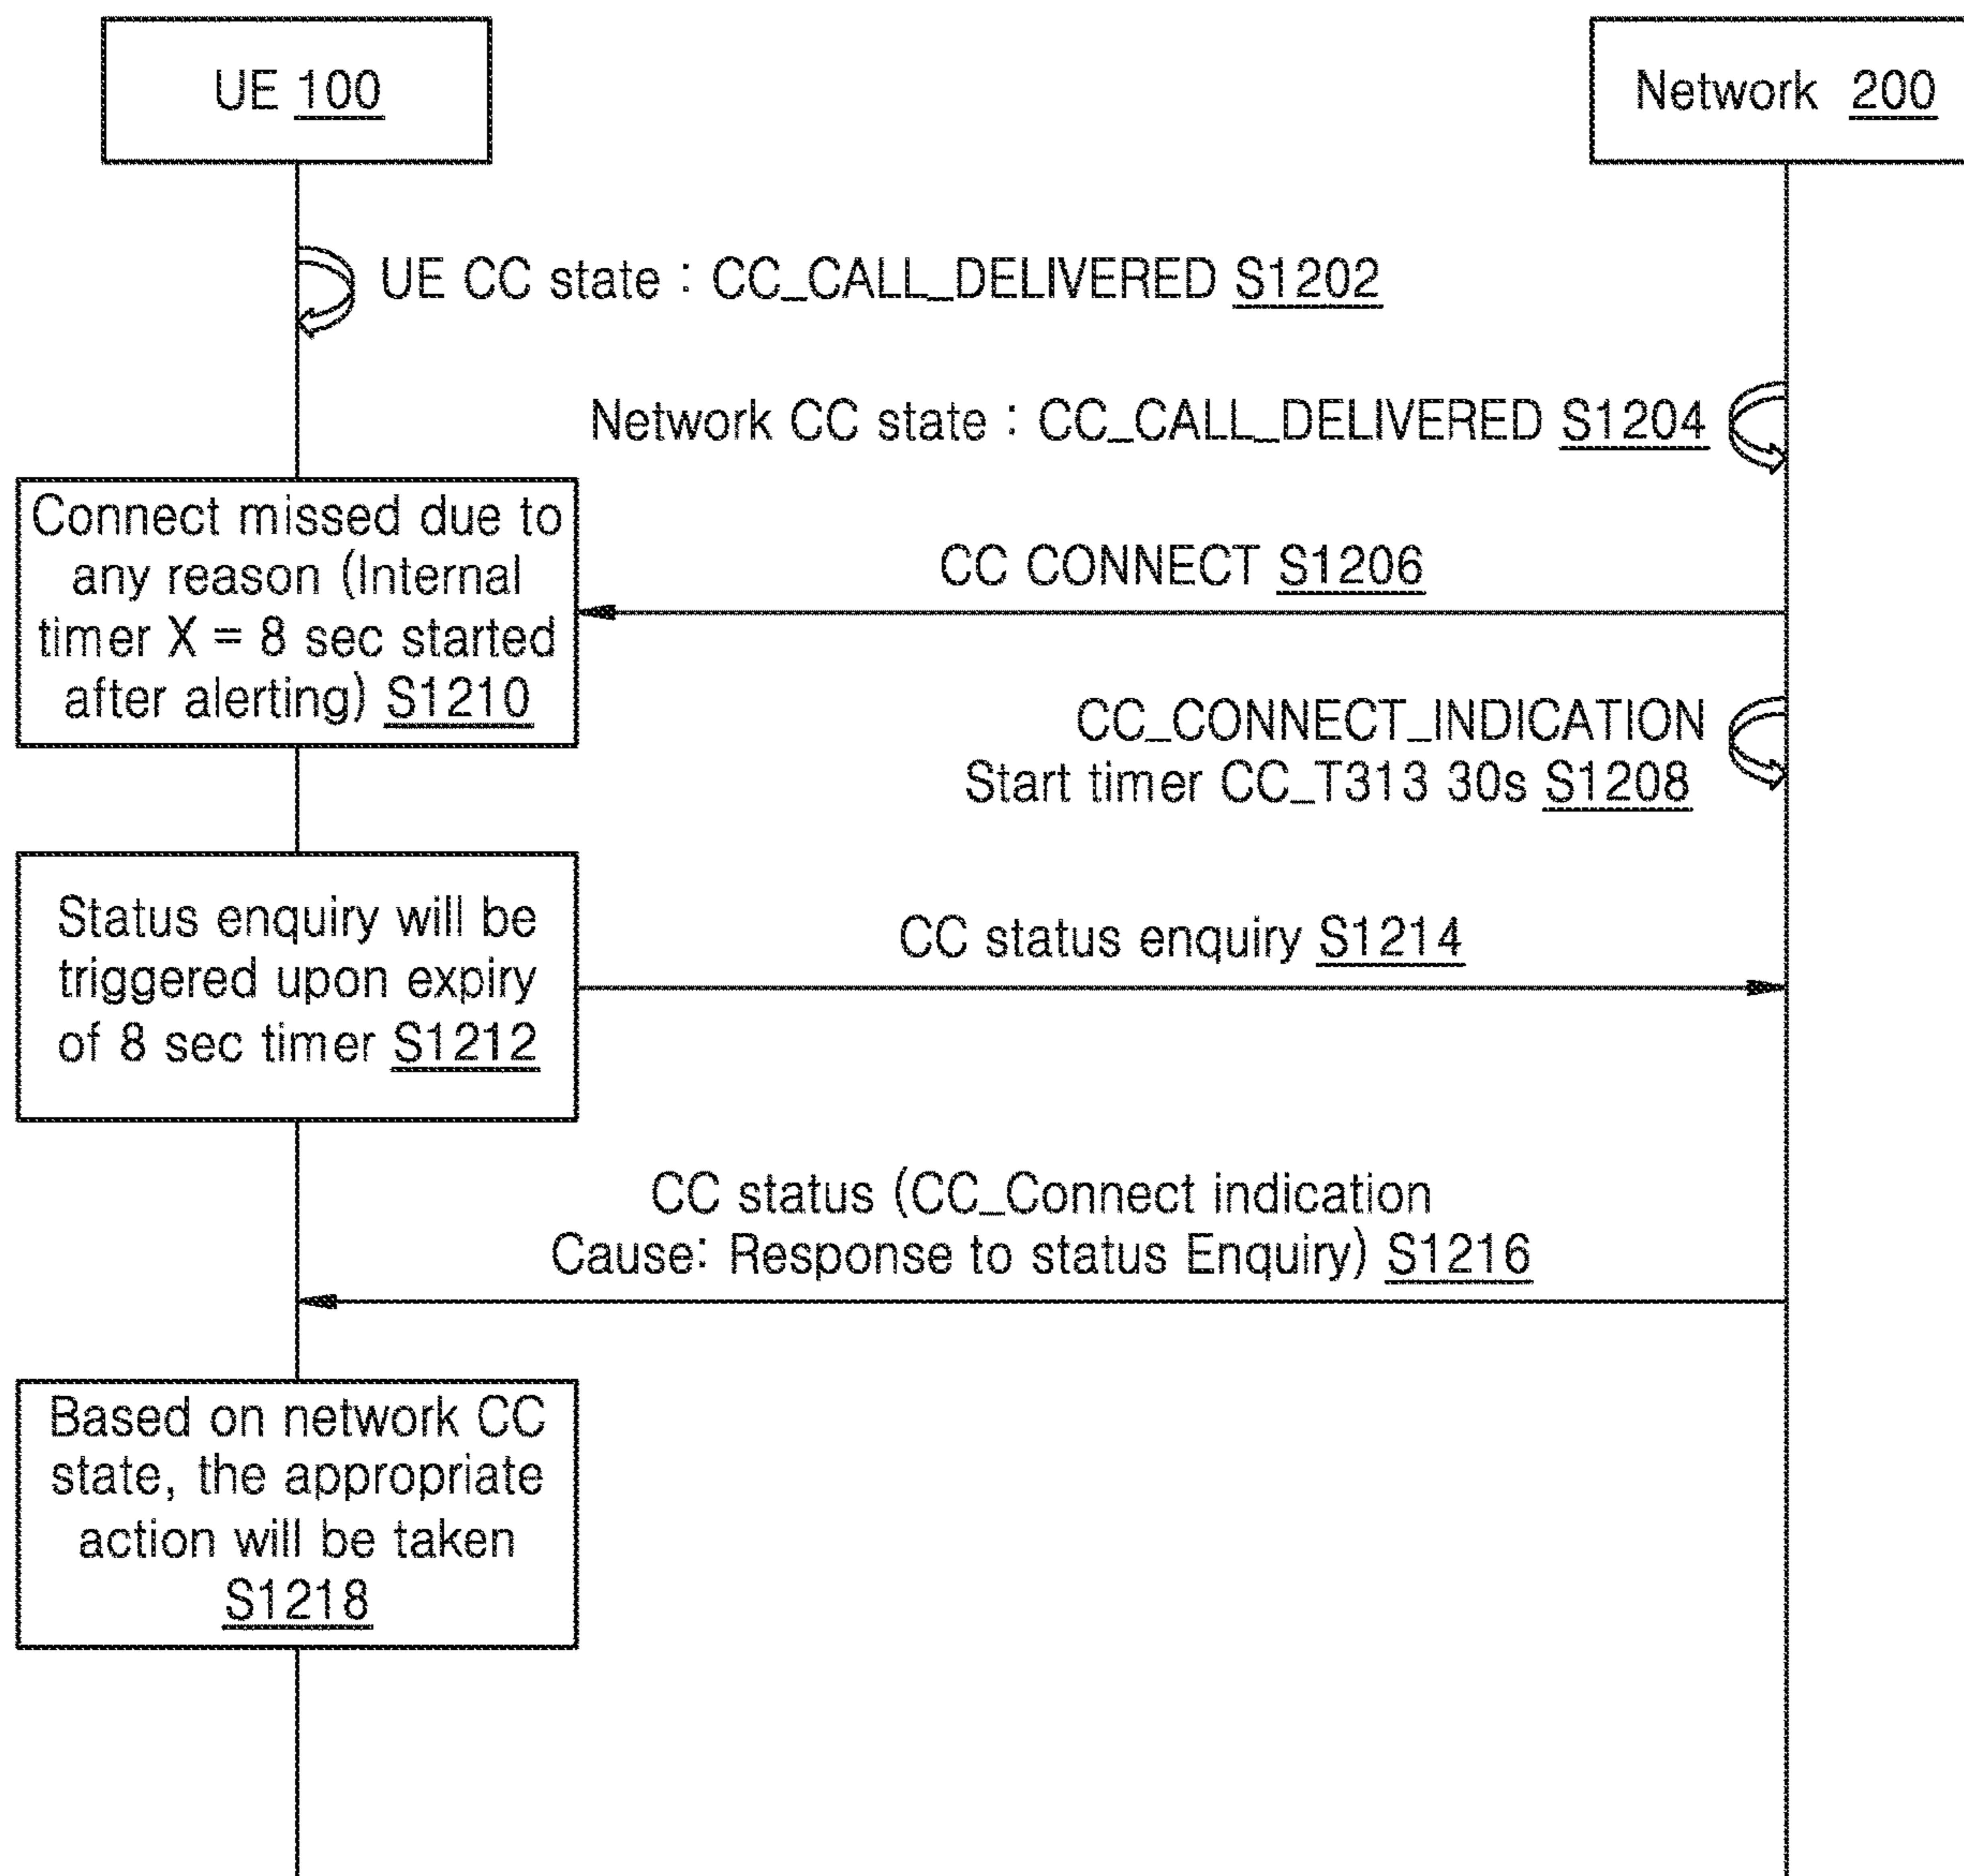 UE 100
Network 200
UE CC state : CC_CALL_DELIVERED S1202
Network CC state : CC_CALL_DELIVERED S1204
Connect missed due to
any reason (Internal
timer X = 8 sec started
after alerting) S1210
CC CONNECT S1206
CC_CONNECT_INDICATION
Start timer CC_T313 30s S1208
Status enquiry will be
triggered upon expiry
of 8 sec timer S1212
CC status enquiry S1214
CC status (CC_Connect indication
Cause: Response to status Enquiry) S1216
Based on network CC
state, the appropriate
action will be taken
S1218